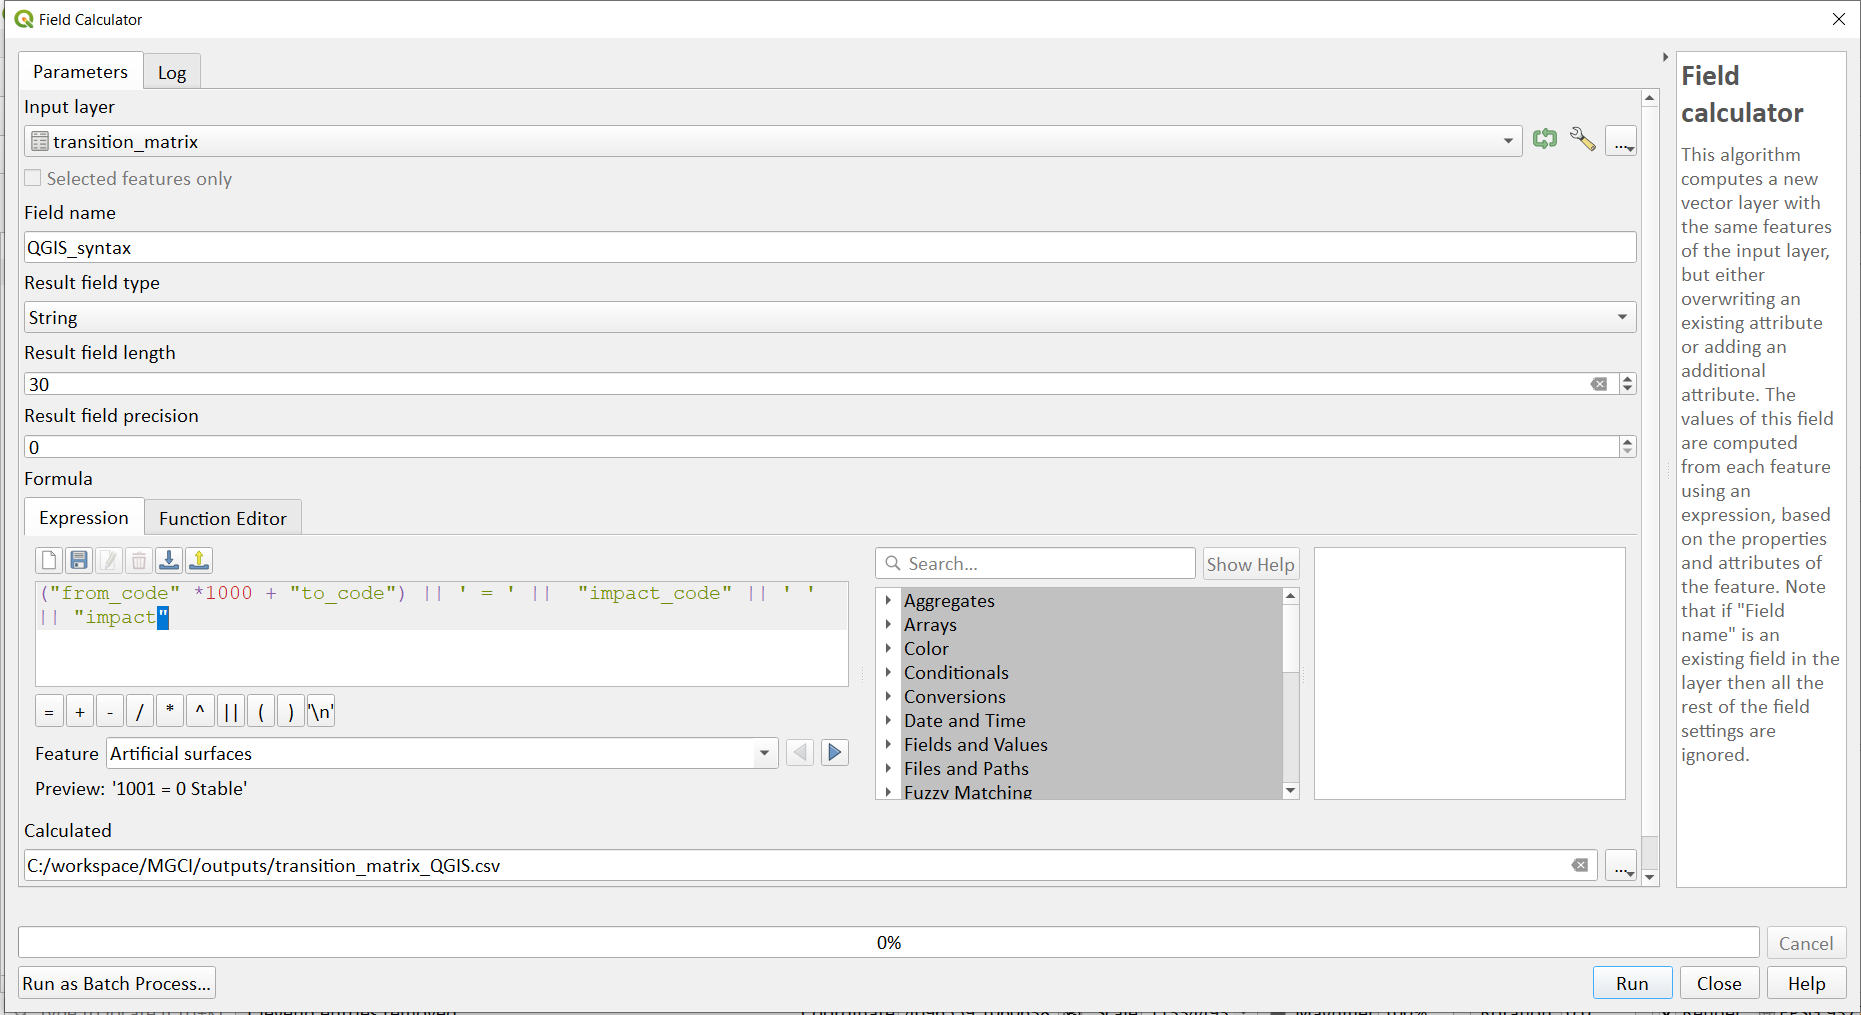 Field Calculator
Parameters
Log
Input layer
transition_matrix
...
Selected features only
Field name
QGIS_syntax
Result field type
String
Result field length
30
Result field precision
0
Formula
Expression
Function Editor
("from_code" *1000 + "to_code") || ' = ' ||  "impact_code" || ' '
|| "impact"
= + - / * ^ || ( ) '\n'
Feature Artificial surfaces
Preview: '1001 = 0 Stable'
Search...
Show Help
Aggregates
Arrays
Color
Conditionals
Conversions
Date and Time
Fields and Values
Files and Paths
Fuzzy Matching
Calculated
C:/workspace/MGCI/outputs/transition_matrix_QGIS.csv
...
Field
calculator
This algorithm
computes a new
vector layer with
the same features
of the input layer,
but either
overwriting an
existing attribute
or adding an
additional
attribute. The
values of this field
are computed
from each feature
using an
expression, based
on the properties
and attributes of
the feature. Note
that if "Field
name" is an
existing field in the
layer then all the
rest of the field
settings are
ignored.
0%
Cancel
Run as Batch Process...
Run
Close
Help